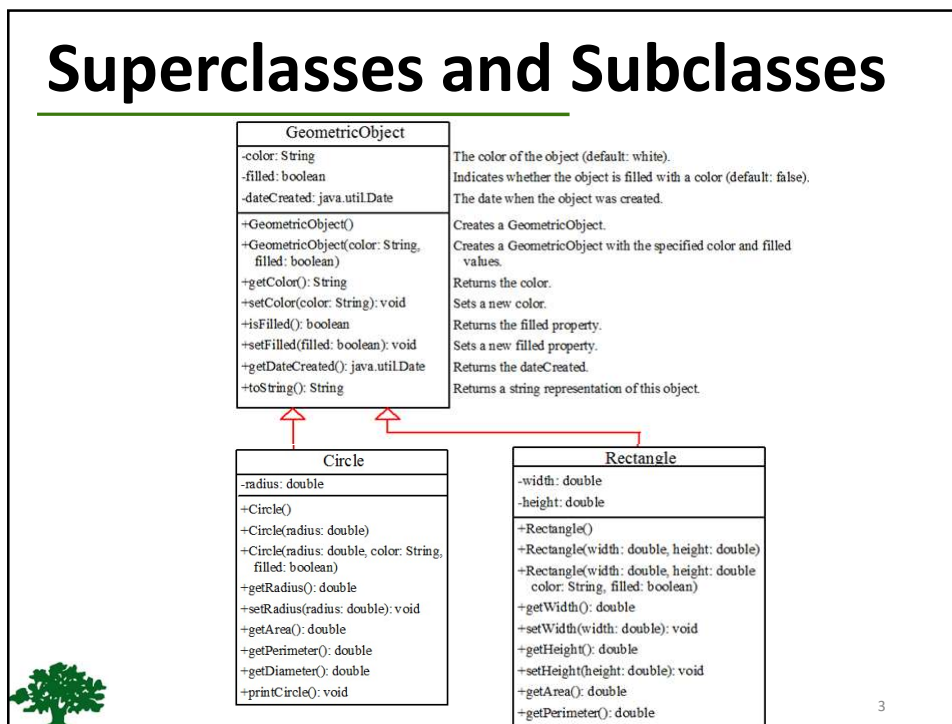 Superclasses and Subclasses
GeometricObject
-color: String
The color of the object (default: white).
-filled: boolean
Indicates whether the object is filled with a color (default: false).
-dateCreated: java.util.Date
The date when the object was created.
+GeometricObject()
Creates a GeometricObject.
+GeometricObject(color: String,
filled: boolean)
Creates a GeometricObject with the specified color and filled
values.
+getColor(): String
Returns the color.
+setColor(color: String): void
Sets a new color.
+isFilled(): boolean
Returns the filled property.
+setFilled(filled: boolean): void
Sets a new filled property.
+getDateCreated(): java.util.Date
Returns the dateCreated.
+toString(): String
Returns a string representation of this object.
Circle
-radius: double
+Circle()
+Circle(radius: double)
+Circle(radius: double, color: String,
filled: boolean)
+getRadius(): double
+setRadius(radius: double): void
+getArea(): double
+getPerimeter(): double
+getDiameter(): double
+printCircle(): void
Rectangle
-width: double
-height: double
+Rectangle()
+Rectangle(width: double, height: double)
+Rectangle(width: double, height: double
color: String, filled: boolean)
+getWidth(): double
+setWidth(width: double): void
+getHeight(): double
+setHeight(height: double): void
+getArea(): double
+getPerimeter(): double
3